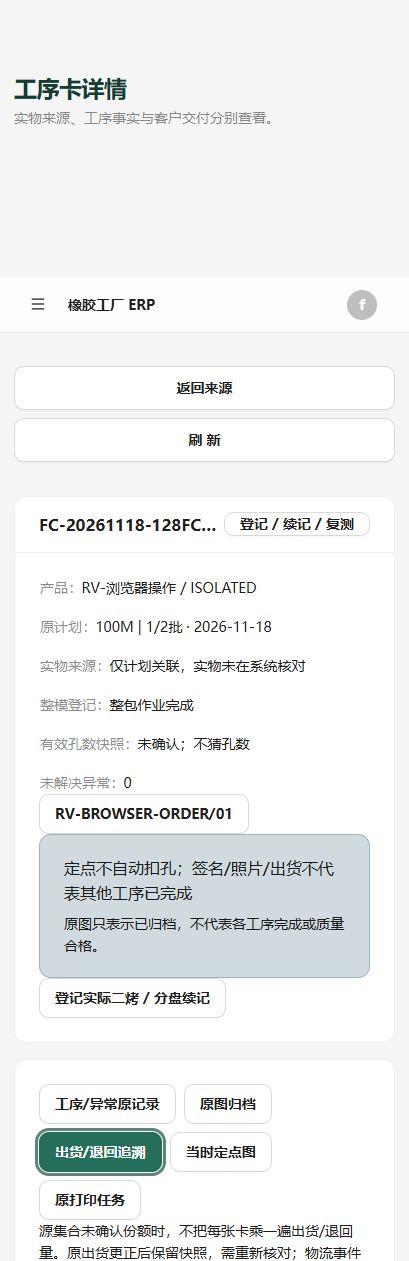 工序卡详情
实物来源、工序事实与客户交付分别查看。
橡胶工厂 ERP
f
返回来源
刷 新
FC-20261118-128FC...
登记 / 续记 / 复测
产品：RV-浏览器操作 / ISOLATED
原计划：100M | 1/2批 · 2026-11-18
实物来源：仅计划关联，实物未在系统核对
整模登记：整包作业完成
有效孔数快照：未确认；不猜孔数
未解决异常：0
RV-BROWSER-ORDER/01
定点不自动扣孔；签名/照片/出货不代
表其他工序已完成
原图只表示已归档，不代表各工序完成或质量
合格。
登记实际二烤 / 分盘续记
工序/异常原记录
原图归档
出货/退回追溯
当时定点图
原打印任务
源集合未确认份额时，不把每张卡乘一遍出货/退回
量。原出货更正后保留快照，需重新核对；物流事件